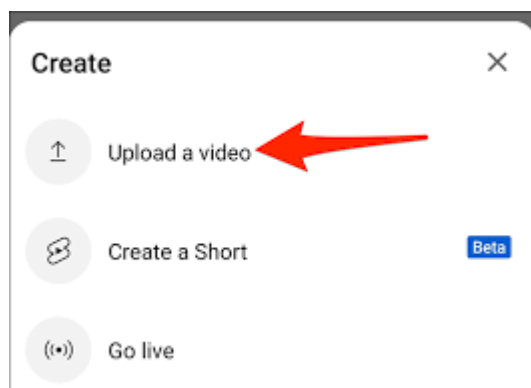 Create
Upload a video
Create a Short
Beta
Go live